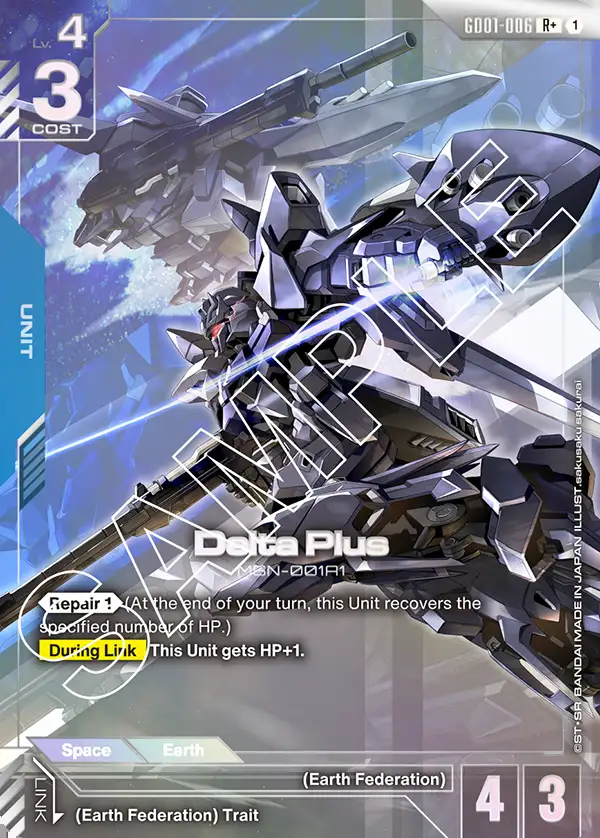 Lv. 4
3
COST
GD01-006 R+ 1
UNIT
SAMPLE
Delta Plus
MSN-001A1
Repair 1 (At the end of your turn, this Unit recovers the
specified number of HP.)
During Link This Unit gets HP+1.
Space Earth
(Earth Federation)
LINK
(Earth Federation) Trait
4 3
©ST・SR BANDAI MADE IN JAPAN ILLUST.sakusaku sakurai